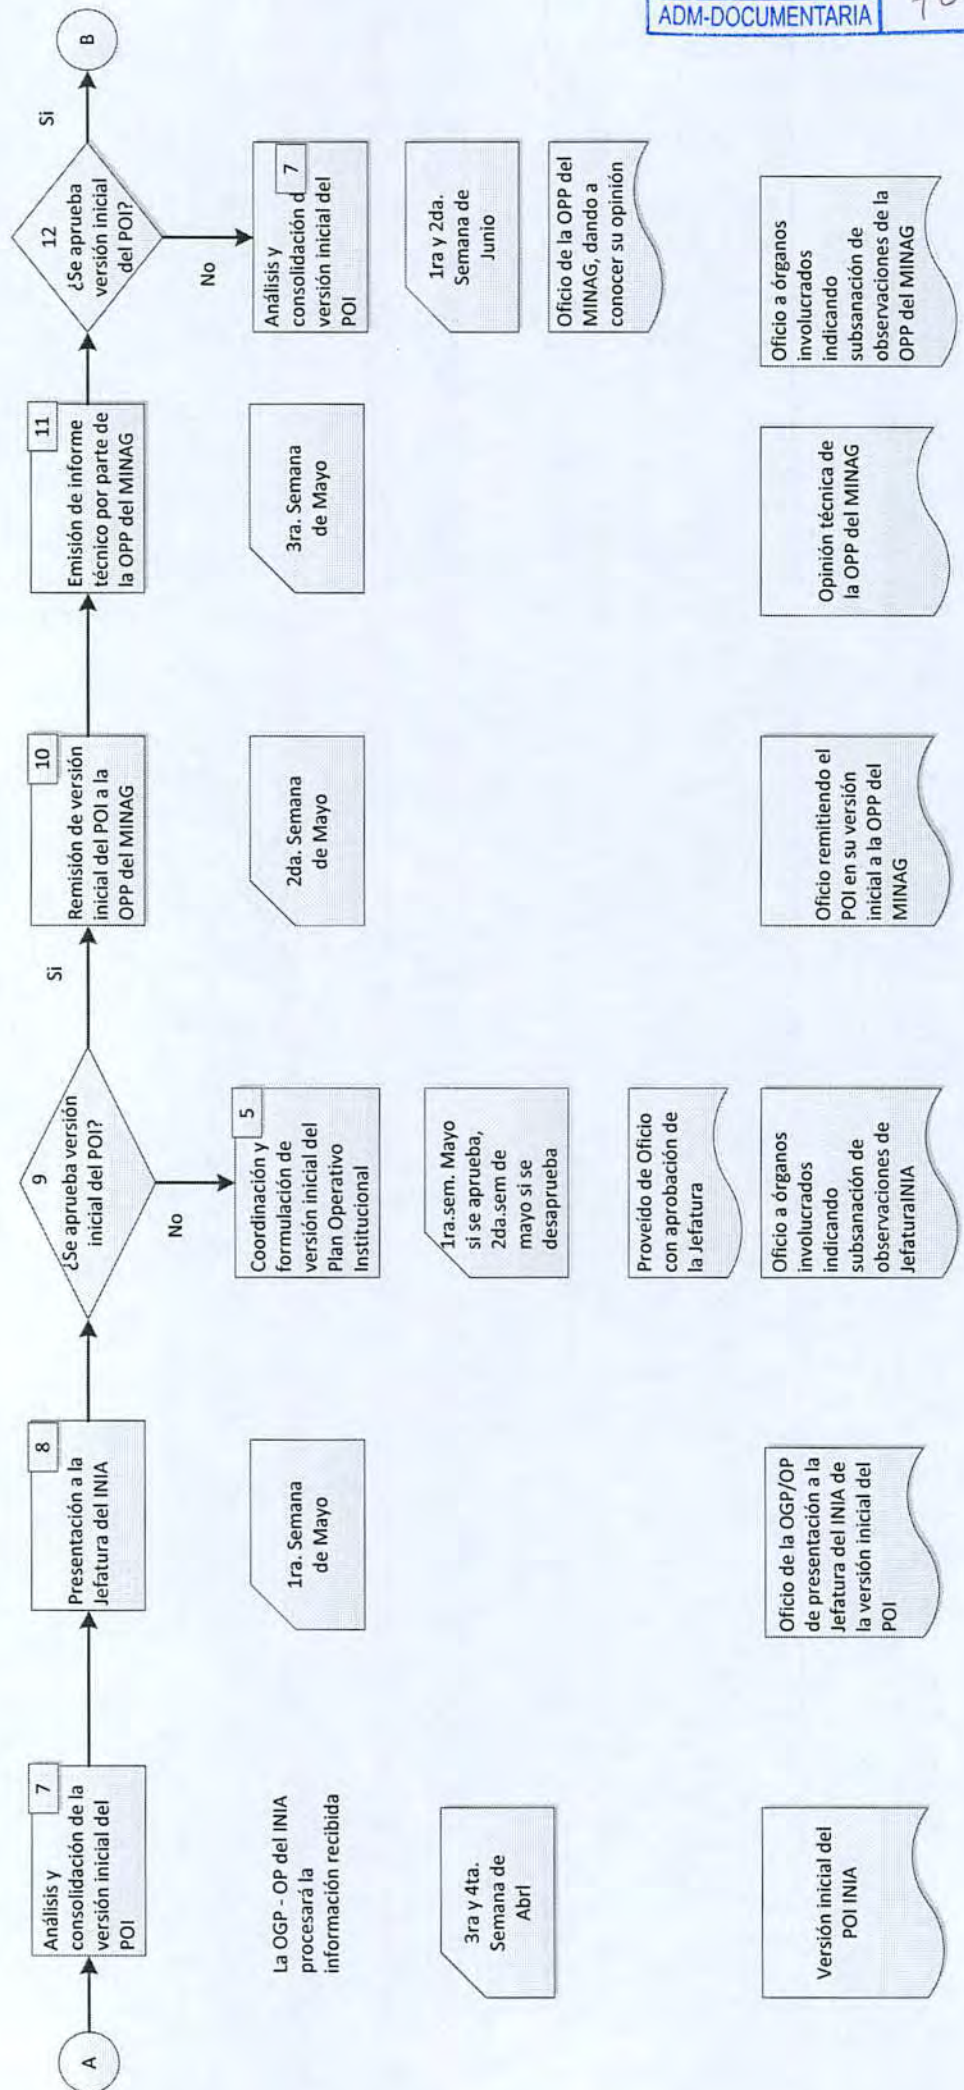 ADM-DOCUMENTARIA
A
7
Análisis y
consolidación de la
versión inicial del
POI
La OGP - OP del INIA
procesará la
información recibida
3ra y 4ta.
Semana de
Abrl
Versión inicial del
POI INIA
8
Presentación a la
Jefatura del INIA
1ra. Semana
de Mayo
Oficio de la OGP/OP
de presentación a la
Jefatura del INIA de
la versión inicial del
POI
9
¿Se aprueba versión
inicial del POI?
Si
No
5
Coordinación y
formulación de
versión inicial del
Plan Operativo
Institucional
1ra.sem. Mayo
si se aprueba,
2da.sem de
mayo si se
desaprueba
Proveído de Oficio
con aprobación de
la Jefatura
Oficio a órganos
involucrados
indicando
subsanación de
observaciones de
JefaturaINIA
10
Remisión de versión
inicial del POI a la
OPP del MINAG
2da. Semana
de Mayo
Oficio remitiendo el
POI en su versión
inicial a la OPP del
MINAG
11
Emisión de informe
técnico por parte de
la OPP del MINAG
3ra. Semana
de Mayo
Opinión técnica de
la OPP del MINAG
12
¿Se aprueba
versión inicial
del POI?
Si
B
No
7
Análisis y
consolidación d
versión inicial del
POI
1ra y 2da.
Semana de
Junio
Oficio de la OPP del
MINAG, dando a
conocer su opinión
Oficio a órganos
involucrados
indicando
subsanación de
observaciones de la
OPP del MINAG